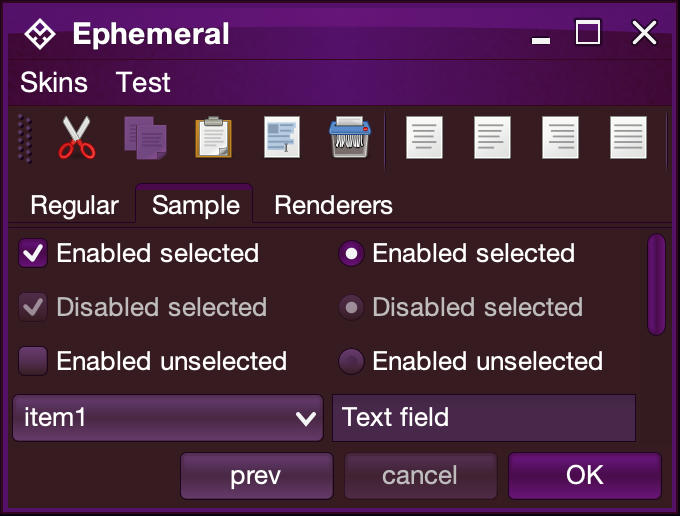 Ephemeral
Skins Test
Regular Sample Renderers
Enabled selected Enabled selected
Disabled selected Disabled selected
Enabled unselected Enabled unselected
item1 Text field
prev cancel OK